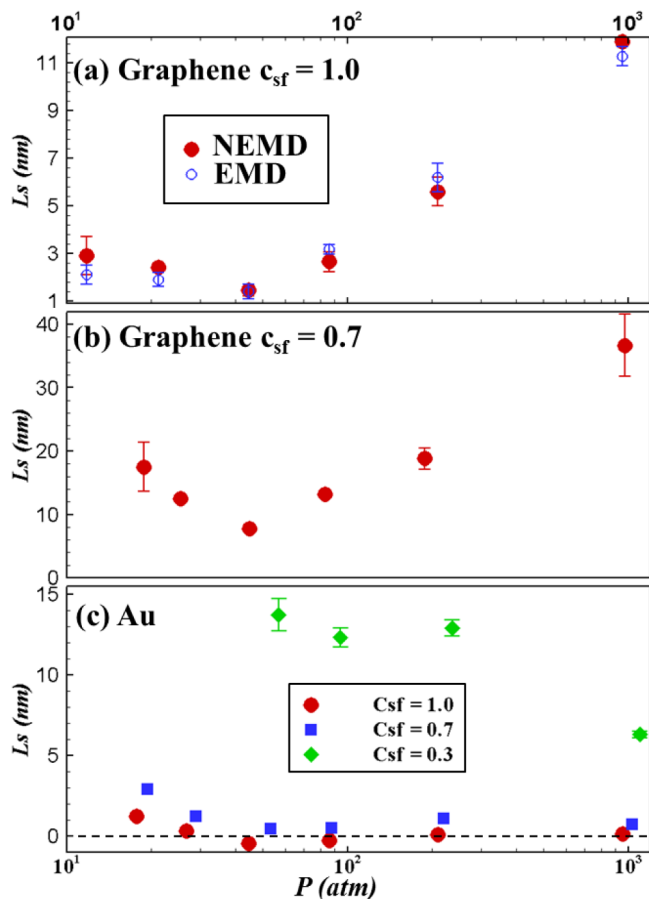 10¹ 10² 10³
(a) Graphene c_sf = 1.0
11
9
7
5
3
1
Ls (nm)
NEMD
EMD
(b) Graphene c_sf = 0.7
40
30
20
10
0
Ls (nm)
(c) Au
15
10
5
0
Ls (nm)
Csf = 1.0
Csf = 0.7
Csf = 0.3
10¹ 10² 10³
P (atm)